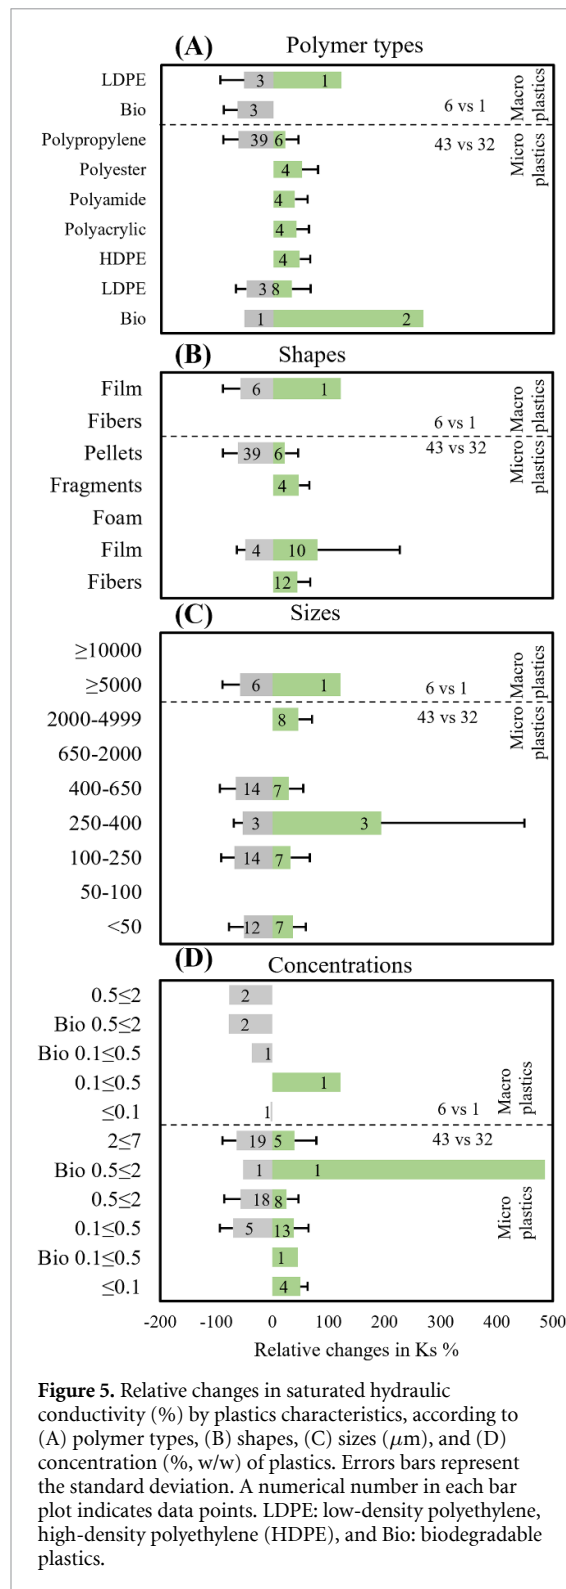 (A) Polymer types
LDPE 3 1
Bio 3 6 vs 1
Macro plastics
Polypropylene 39 6 43 vs 32
Micro plastics
Polyester 4
Polyamide 4
Polyacrylic 4
HDPE 4
LDPE 3 8
Bio 1 2
(B) Shapes
Film 6 1
Fibers 6 vs 1
Macro plastics
Pellets 39 6 43 vs 32
Micro plastics
Fragments 4
Foam
Film 4 10
Fibers 12
(C) Sizes
≥10000
≥5000 6 1 6 vs 1
Macro plastics
2000-4999 8 43 vs 32
Micro plastics
650-2000
400-650 14 7
250-400 3 3
100-250 14 7
50-100
<50 12 7
(D) Concentrations
0.5≤2 2
Bio 0.5≤2 2
Bio 0.1≤0.5 1
0.1≤0.5 1
≤0.1 1 6 vs 1
Macro plastics
2≤7 19 5 43 vs 32
Bio 0.5≤2 1 1
0.5≤2 18 8
Micro plastics
0.1≤0.5 5 13
Bio 0.1≤0.5 1
≤0.1 4
-200 -100 0 100 200 300 400 500
Relative changes in Ks %
Figure 5. Relative changes in saturated hydraulic
conductivity (%) by plastics characteristics, according to
(A) polymer types, (B) shapes, (C) sizes (μm), and (D)
concentration (%, w/w) of plastics. Errors bars represent
the standard deviation. A numerical number in each bar
plot indicates data points. LDPE: low-density polyethylene,
high-density polyethylene (HDPE), and Bio: biodegradable
plastics.